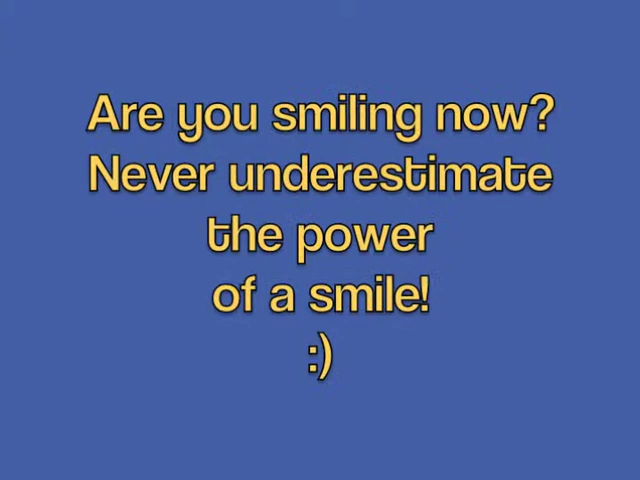 Are you smiling now?
Never underestimate
the power
of a smile!
:)